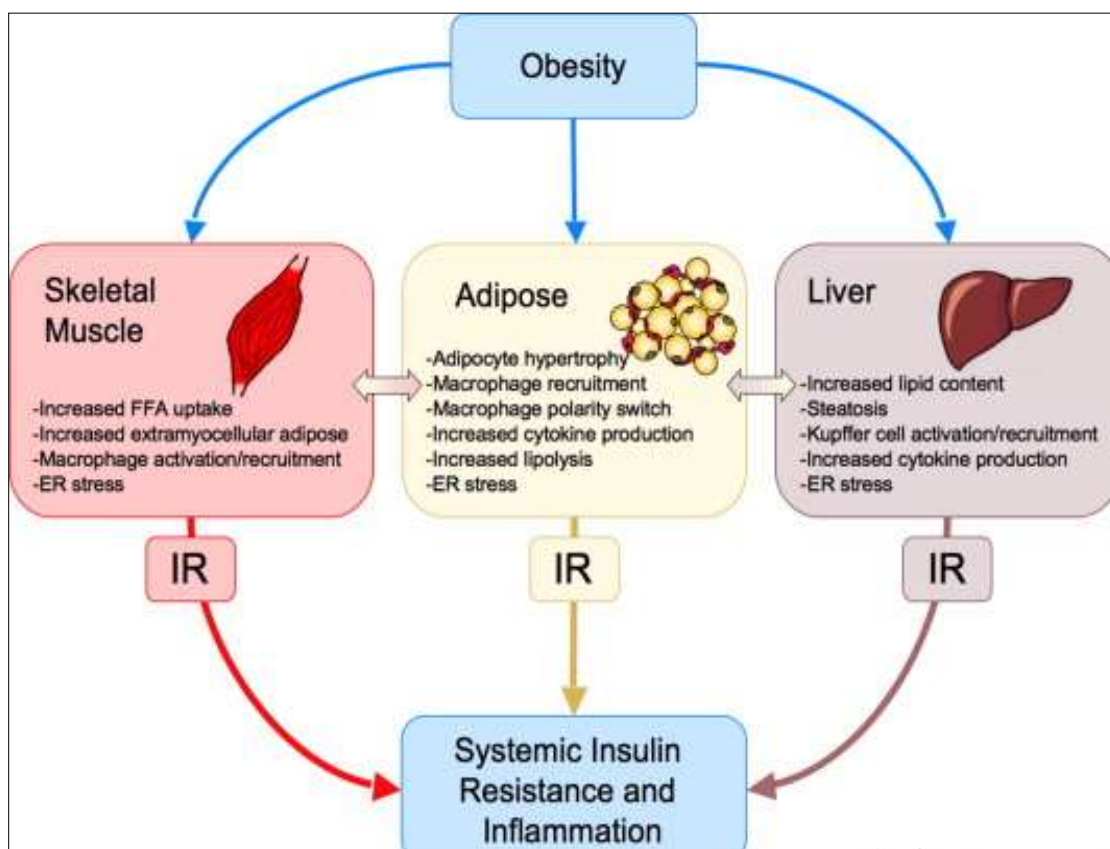 Obesity
Skeletal
Muscle
-Increased FFA uptake
-Increased extramyocellular adipose
-Macrophage activation/recruitment
-ER stress
Adipose
-Adipocyte hypertrophy
-Macrophage recruitment
-Macrophage polarity switch
-Increased cytokine production
-Increased lipolysis
-ER stress
Liver
-Increased lipid content
-Steatosis
-Kupffer cell activation/recruitment
-Increased cytokine production
-ER stress
IR
IR
IR
Systemic Insulin
Resistance and
Inflammation